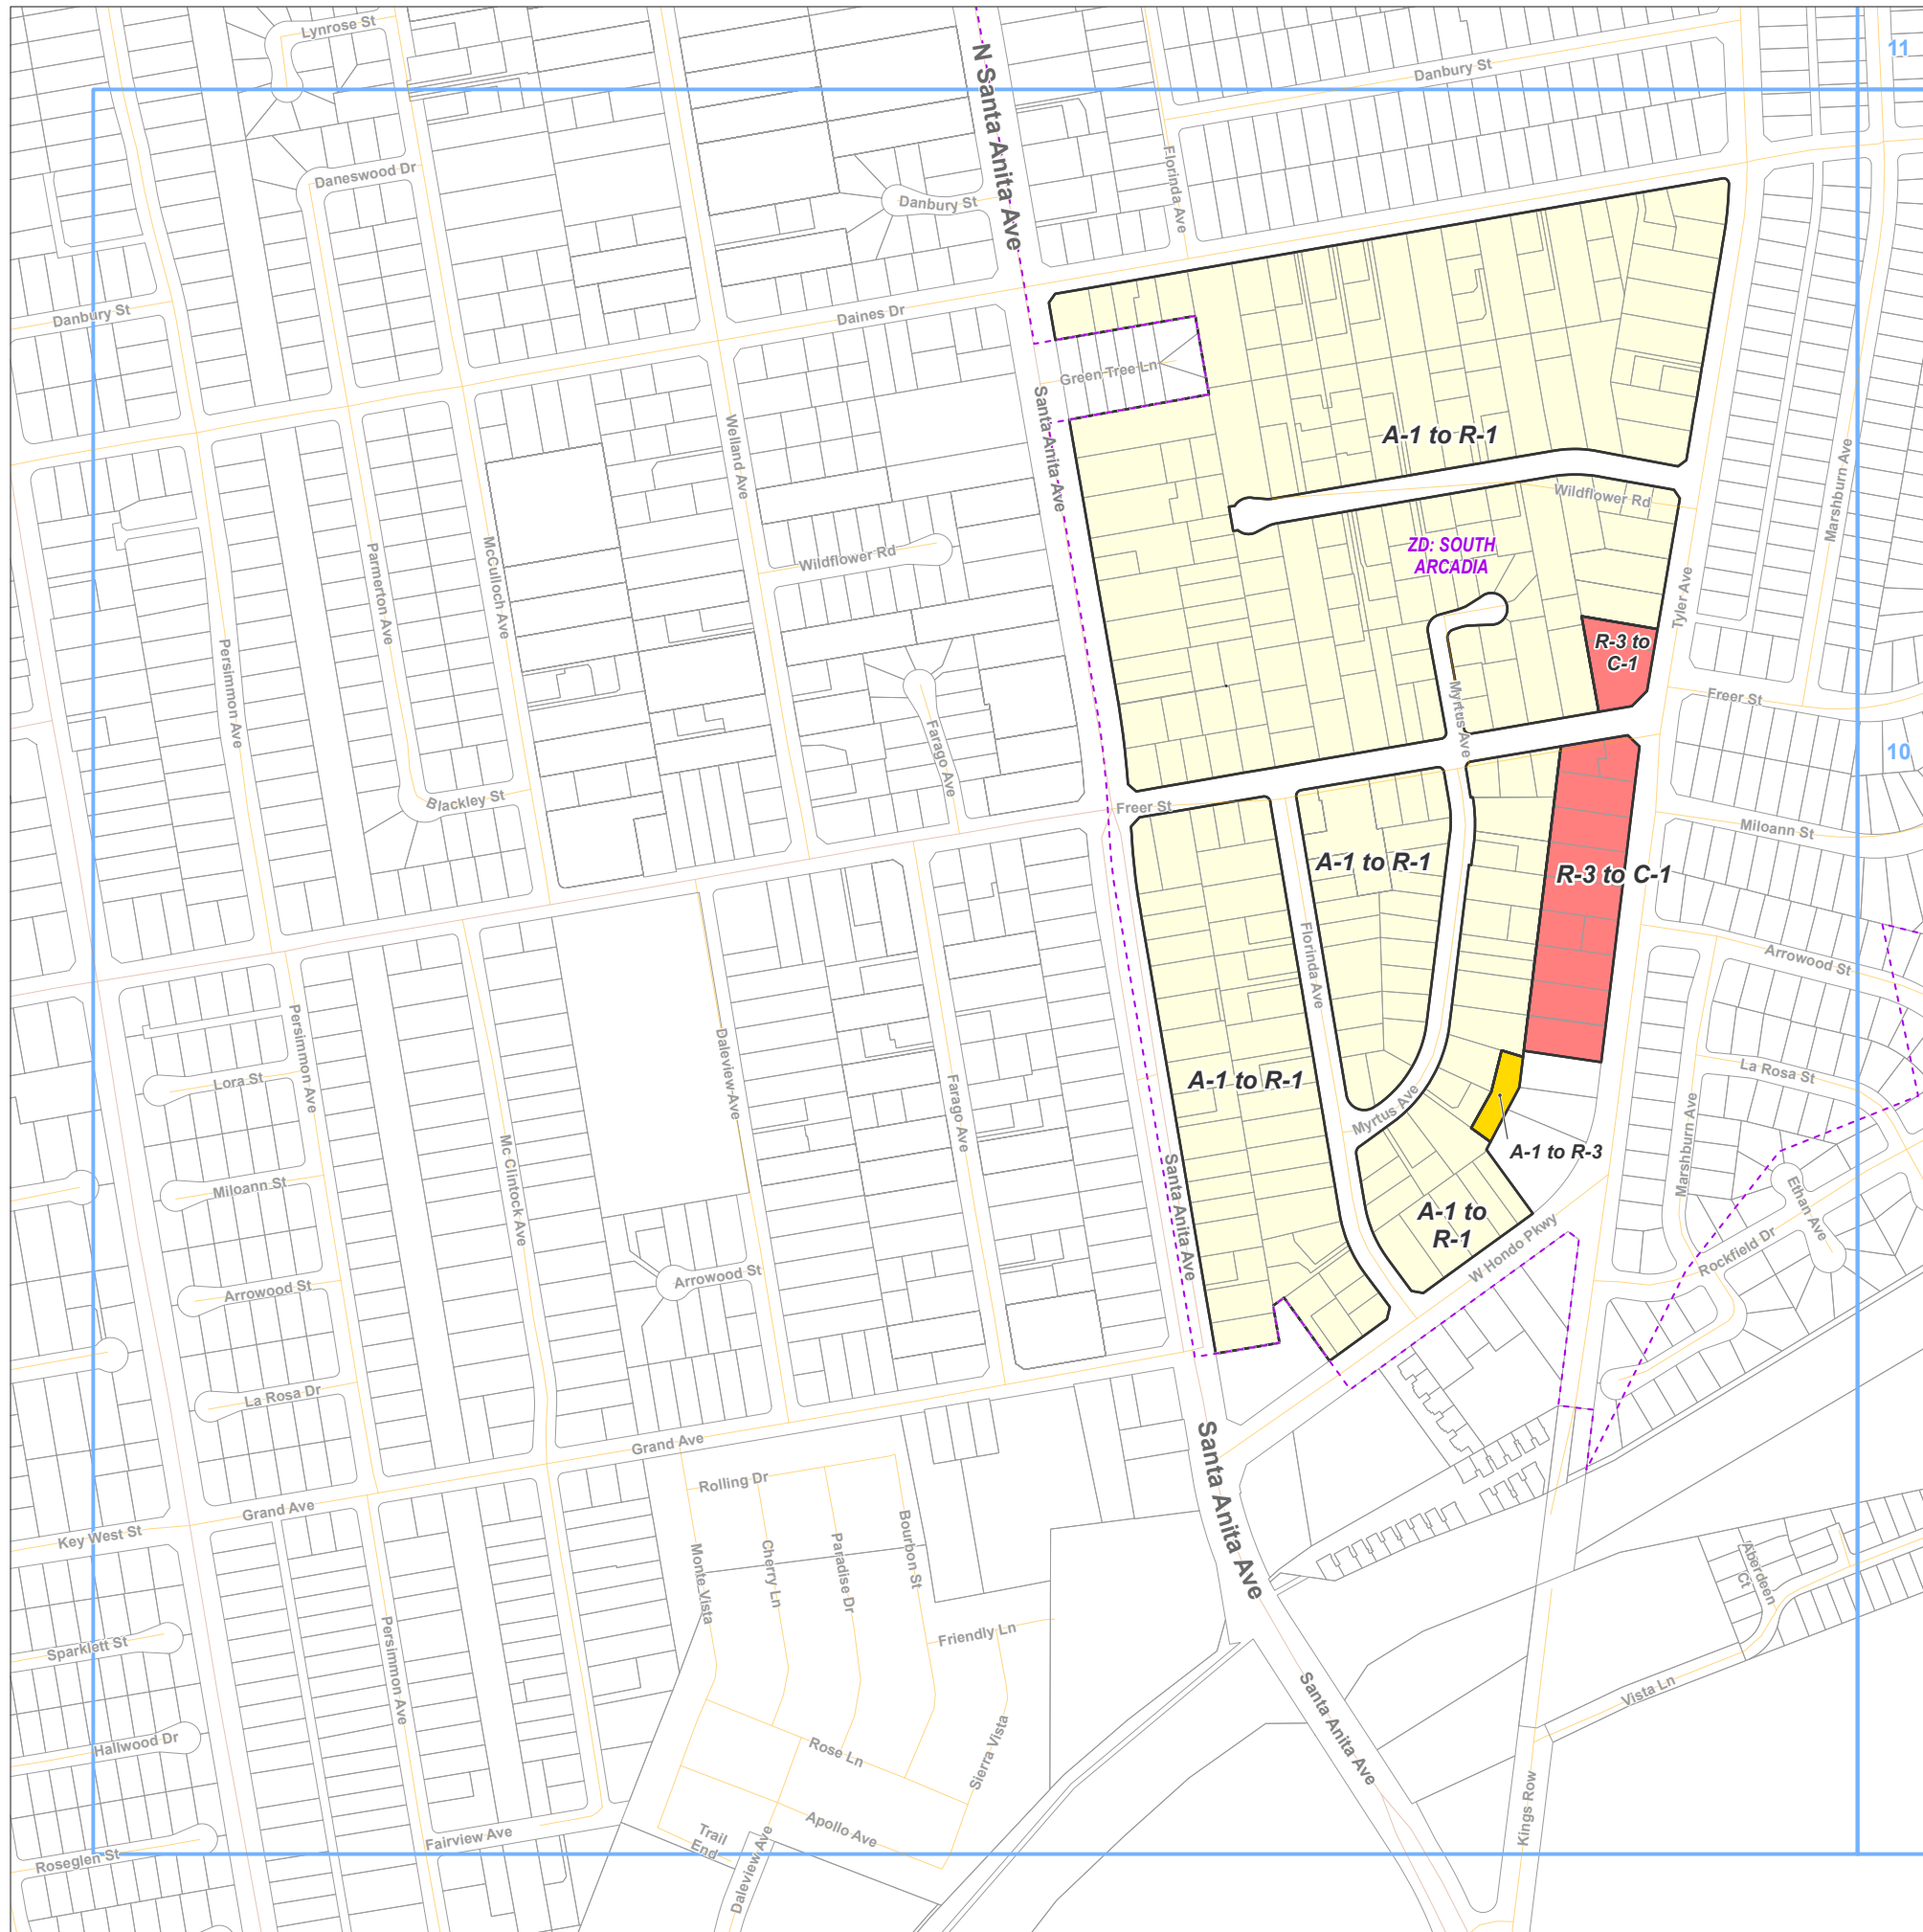 Lynrose St
11
Danbury St
N Santa Anita Ave
Daneswood Dr
Florinda Ave
Danbury St
Danbury St
Daines Dr
Green Tree Ln
Santa Anita Ave
Welland Ave
A-1 to R-1
Marshburn Ave
Wildflower Rd
Wildflower Rd
ZD: SOUTH
ARCADIA
Parmerton Ave
McCulloch Ave
Tyler Ave
Persimmon Ave
R-3 to
C-1
Myrtus Ave
Freer St
Farago Ave
10
Blackley St
Freer St
Miloann St
A-1 to R-1
R-3 to C-1
Florinda Ave
Arrowood St
Persimmon Ave
Lora St
Daleview Ave
Farago Ave
A-1 to R-1
La Rosa St
Myrtus Ave
Marshburn Ave
A-1 to R-3
Mc Clintock Ave
Miloann St
Santa Anita Ave
A-1 to
R-1
Ethan Ave
W Hondo Pkwy
Rockfield Dr
Arrowood St
Arrowood St
La Rosa Dr
Grand Ave
Santa Anita Ave
Rolling Dr
Grand Ave
Key West St
Monte Vista
Cherry Ln
Paradise Dr
Bourbon St
Aberdeen
Ct
Friendly Ln
Sparklett St
Persimmon Ave
Santa Anita Ave
Vista Ln
Hallwood Dr
Rose Ln
Sierra Vista
Kings Row
Apollo Ave
Trail
End
Fairview Ave
Daleview Ave
Roseglen St